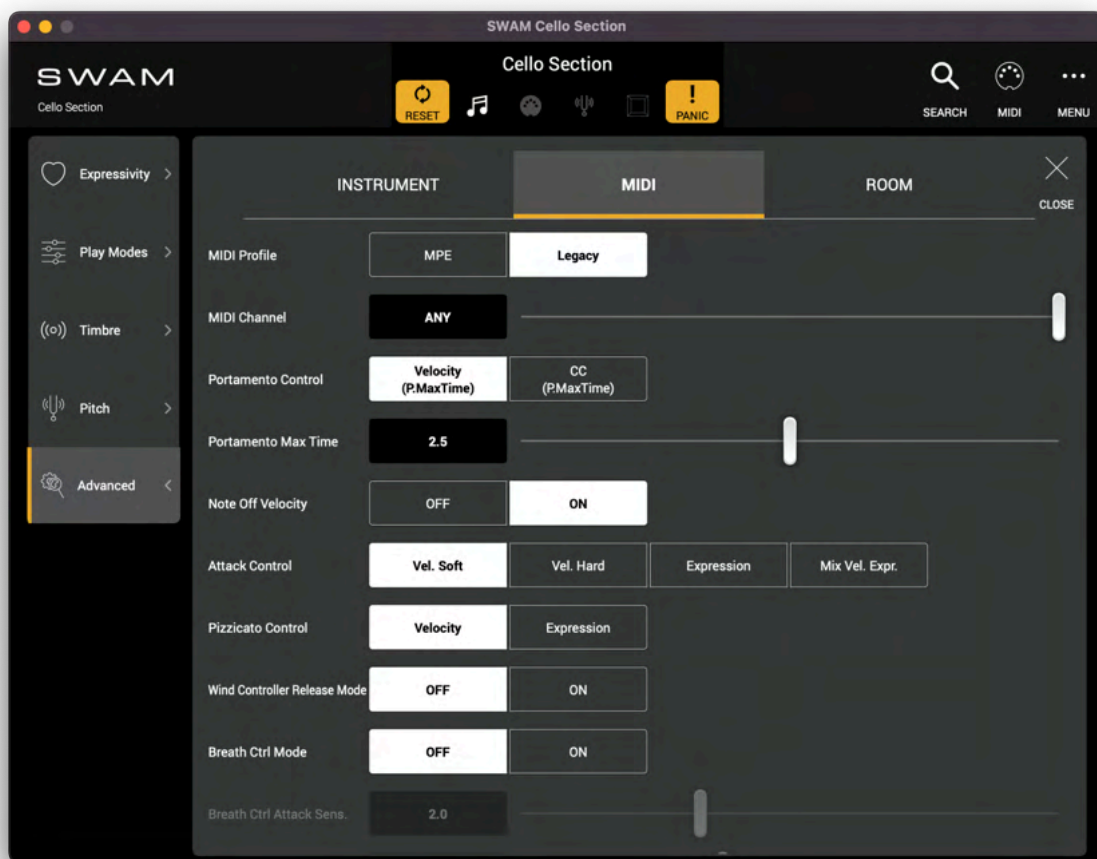 SWAM Cello Section
SWAM
Cello Section
Cello Section
RESET
!
PANIC
SEARCH
MIDI
MENU
Expressivity
Play Modes
Timbre
Pitch
Advanced
INSTRUMENT
MIDI
ROOM
CLOSE
MIDI Profile
MPE
Legacy
MIDI Channel
ANY
Portamento Control
Velocity
(P.MaxTime)
CC
(P.MaxTime)
Portamento Max Time
2.5
Note Off Velocity
OFF
ON
Attack Control
Vel. Soft
Vel. Hard
Expression
Mix Vel. Expr.
Pizzicato Control
Velocity
Expression
Wind Controller Release Mode
OFF
ON
Breath Ctrl Mode
OFF
ON
Breath Ctrl Attack Sens.
2.0